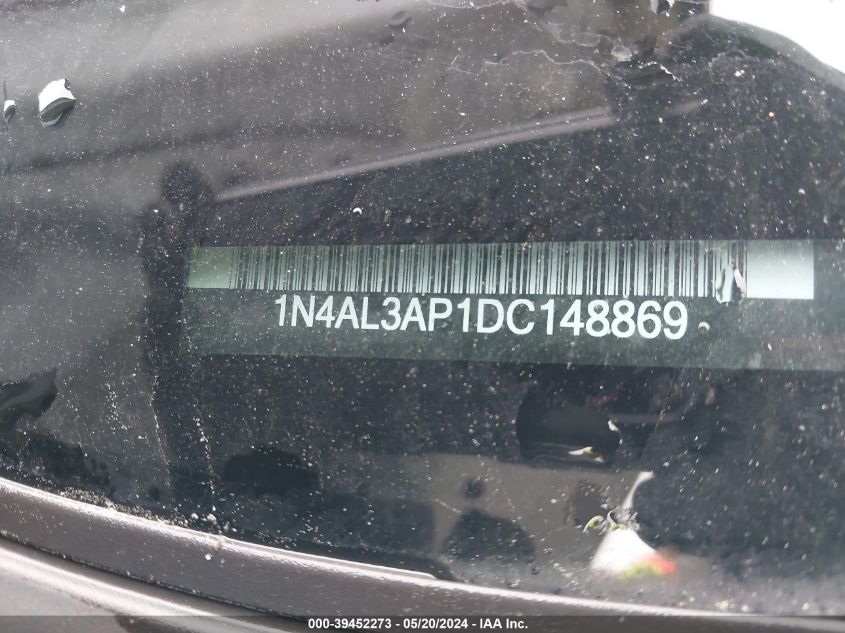 1N4AL3AP1DC148869
000-39452273 - 05/20/2024 - IAA Inc.